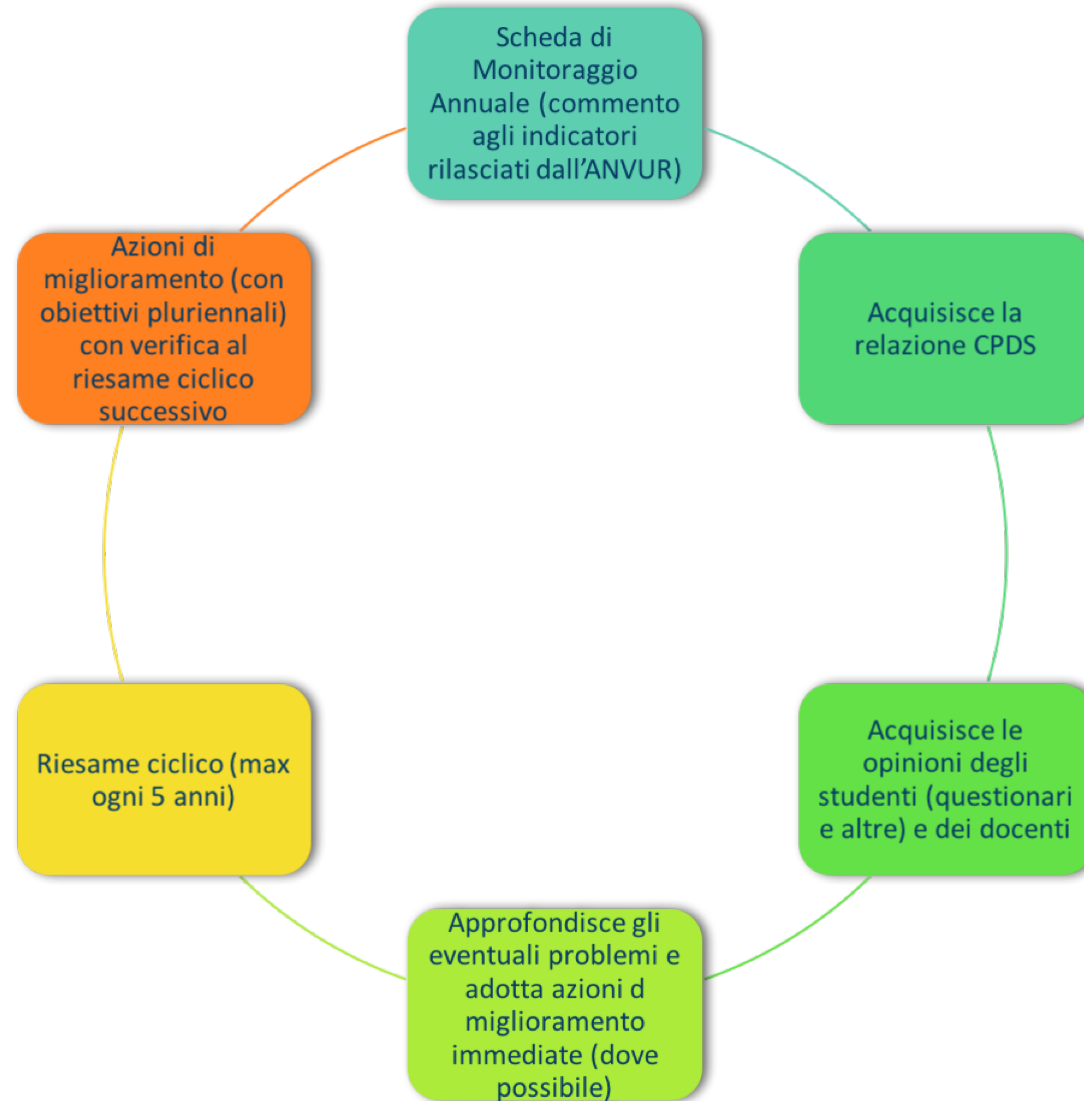 Scheda di
Monitoraggio
Annuale (commento
agli indicatori
rilasciati dall'ANVUR)
Acquisisce la
relazione CPDS
Acquisisce le
opinioni degli
studenti (questionari
e altre) e dei docenti
Approfondisce gli
eventuali problemi e
adotta azioni d
miglioramento
immediate (dove
possibile)
Riesame ciclico (max
ogni 5 anni)
Azioni di
miglioramento (con
obiettivi pluriennali)
con verifica al
riesame ciclico
successivo